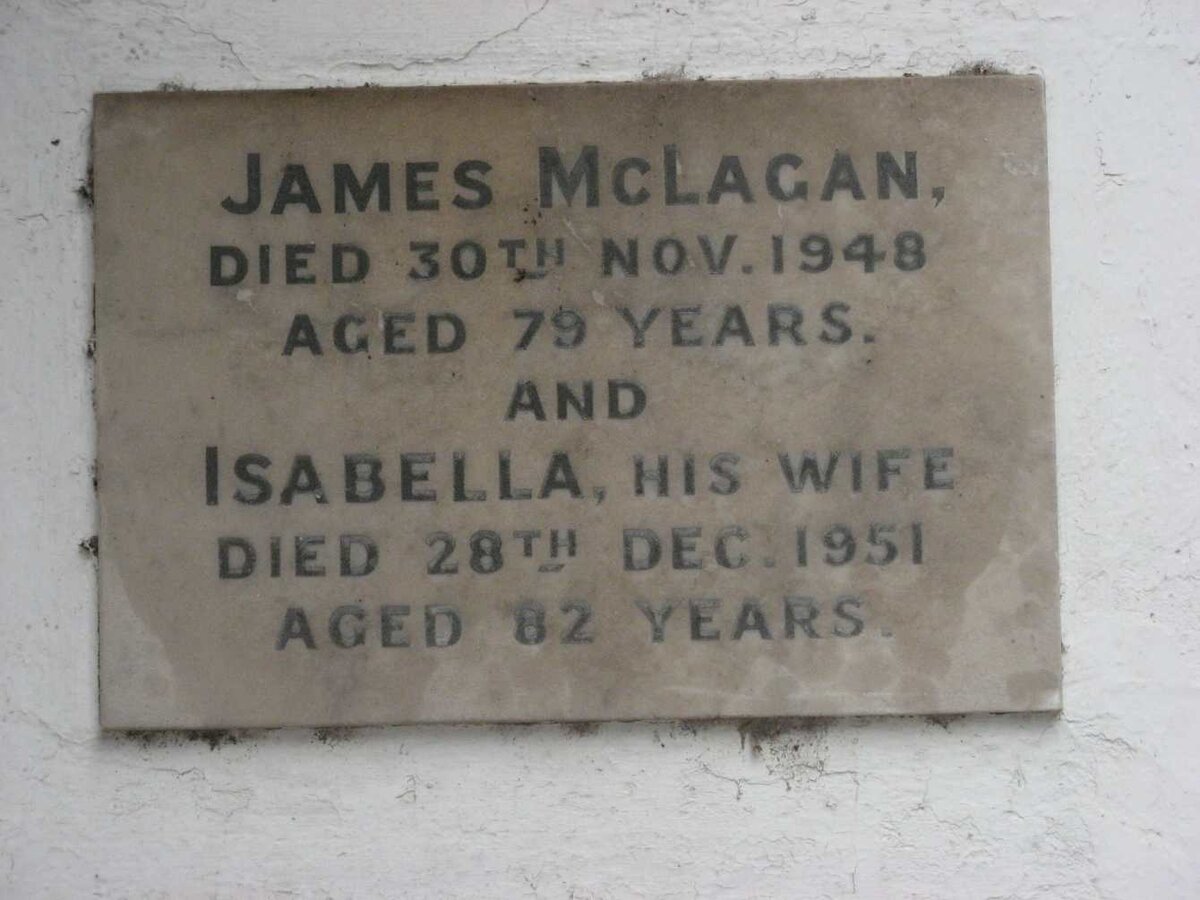 JAMES MCLAGAN,
DIED 30TH NOV. 1948
AGED 79 YEARS.
AND
ISABELLA, HIS WIFE
DIED 28TH DEC. 1951
AGED 82 YEARS.